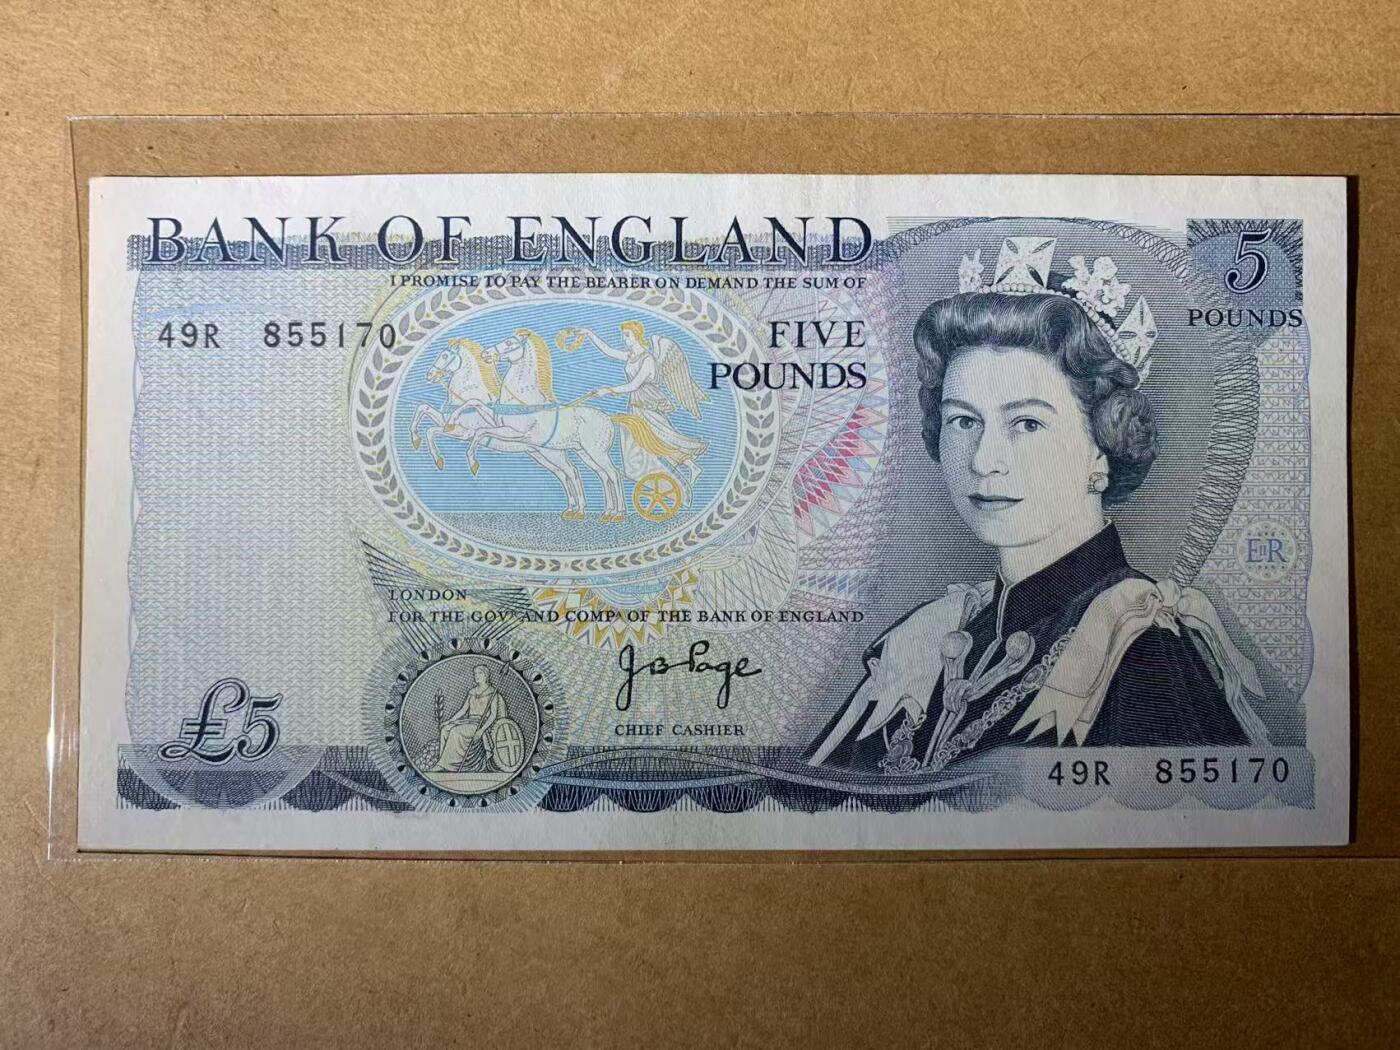 BANK OF ENGLAND
I PROMISE TO PAY THE BEARER ON DEMAND THE SUM OF
5
POUNDS
49R 855170
FIVE
POUNDS
EIIR
LONDON
FOR THE GOVR AND COMPA OF THE BANK OF ENGLAND
J B Page
CHIEF CASHIER
£5
49R 855170